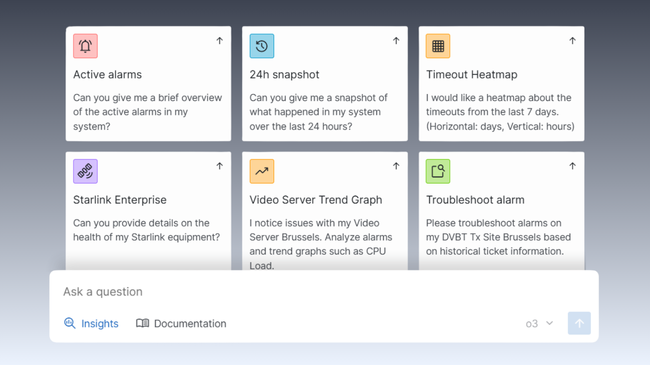 Active alarms
Can you give me a brief overview
of the active alarms in my
system?
24h snapshot
Can you give me a snapshot of
what happened in my system
over the last 24 hours?
Timeout Heatmap
I would like a heatmap about the
timeouts from the last 7 days.
(Horizontal: days, Vertical: hours)
Starlink Enterprise
Can you provide details on the
health of my Starlink equipment?
Video Server Trend Graph
I notice issues with my Video
Server Brussels. Analyze alarms
and trend graphs such as CPU
Load.
Troubleshoot alarm
Please troubleshoot alarms on
my DVBT Tx Site Brussels based
on historical ticket information.
Ask a question
Insights
Documentation
o3